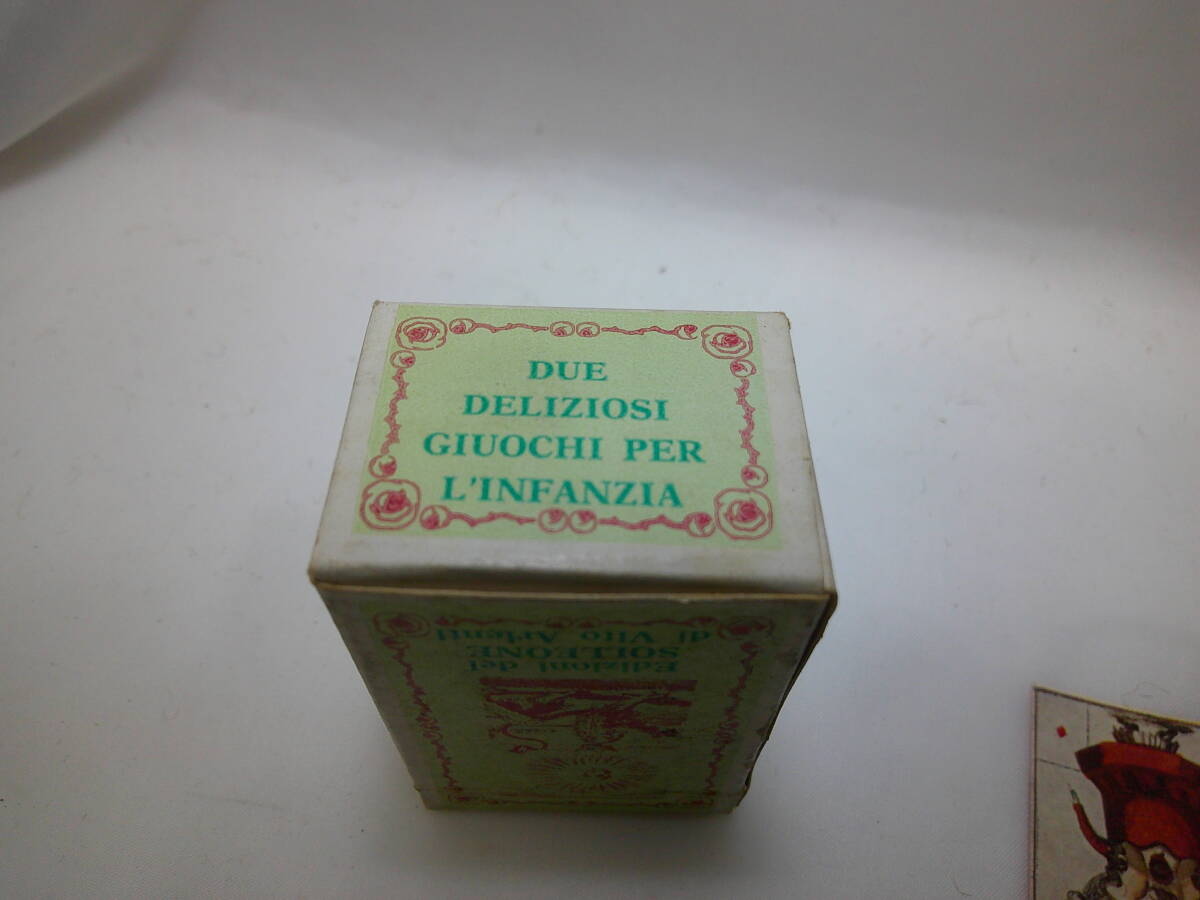 DUE
DELIZIOSI
GIUOCHI PER
L'INFANZIA
Edizioni del
SOLLEONE
di Vito Arienti